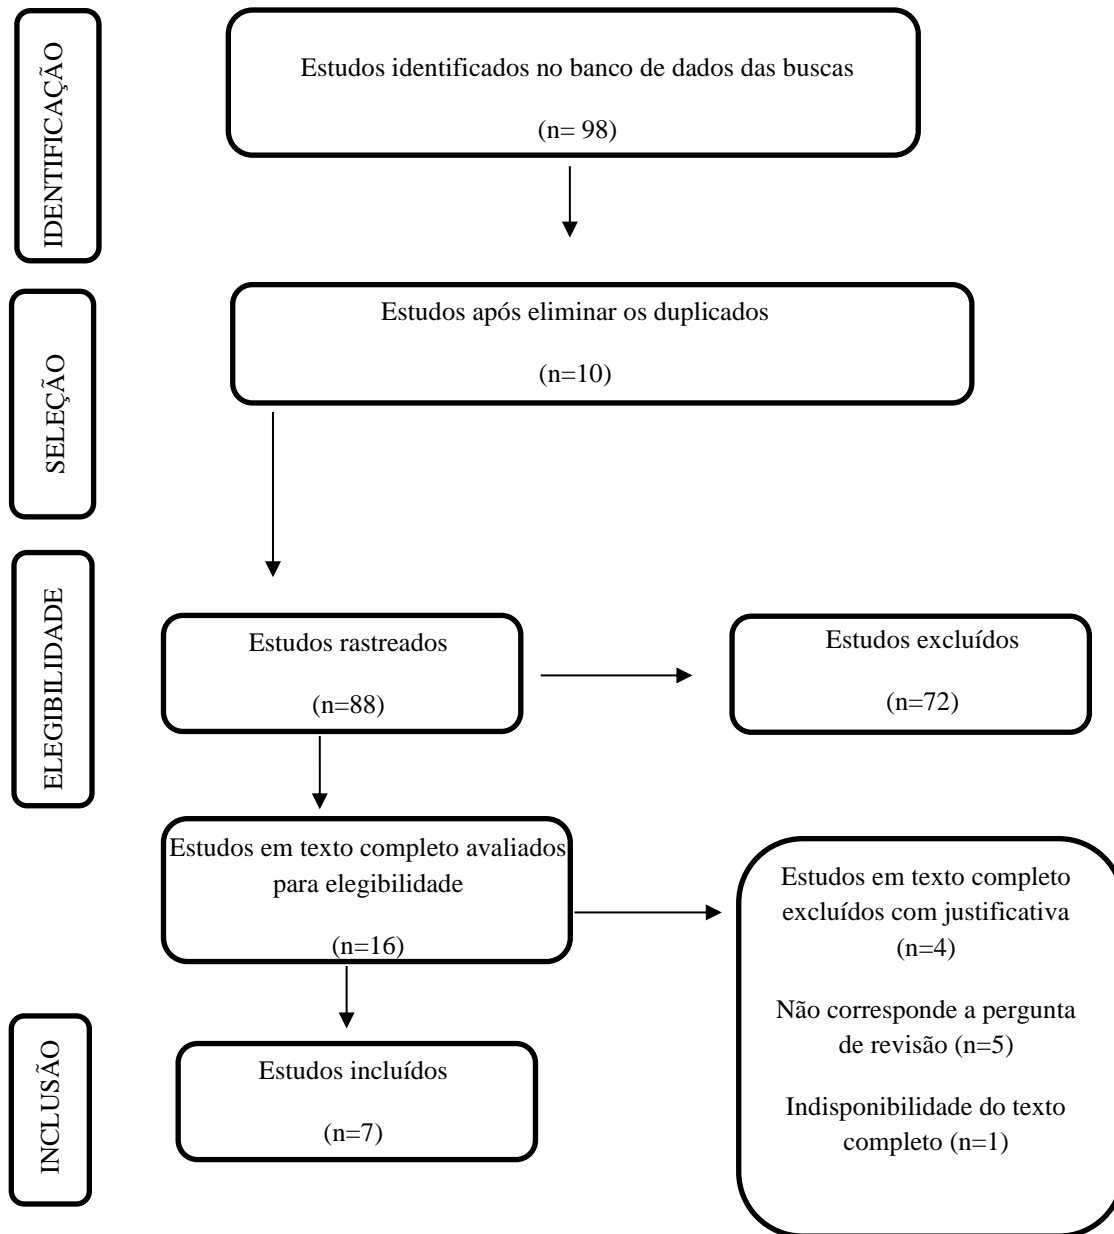 IDENTIFICAÇÃO
Estudos identificados no banco de dados das buscas
(n= 98)
SELEÇÃO
Estudos após eliminar os duplicados
(n=10)
ELEGIBILIDADE
Estudos rastreados
(n=88)
Estudos excluídos
(n=72)
Estudos em texto completo avaliados
para elegibilidade
(n=16)
Estudos em texto completo
excluídos com justificativa
(n=4)
Não corresponde a pergunta
de revisão (n=5)
Indisponibilidade do texto
completo (n=1)
INCLUSÃO
Estudos incluídos
(n=7)